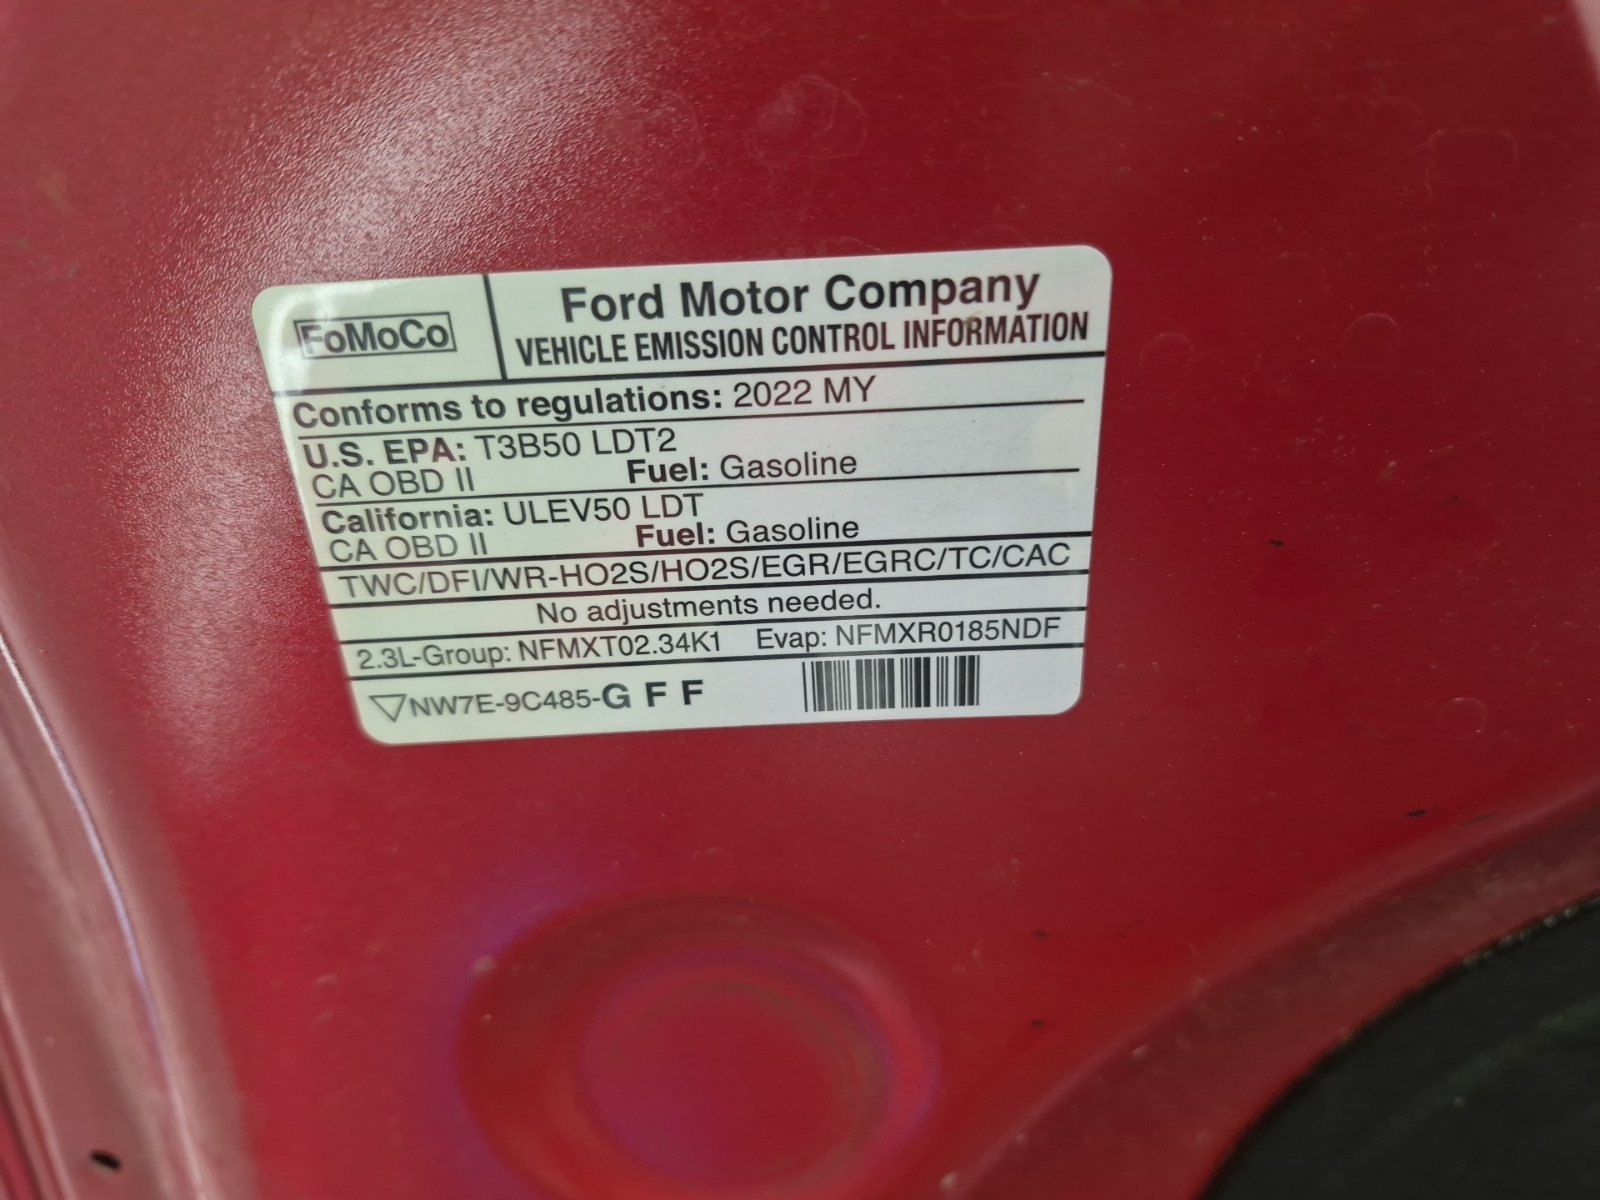 FoMoCo
Ford Motor Company
VEHICLE EMISSION CONTROL INFORMATION
Conforms to regulations: 2022 MY
U.S. EPA: T3B50 LDT2
CA OBD II Fuel: Gasoline
California: ULEV50 LDT
CA OBD II Fuel: Gasoline
TWC/DFI/WR-HO2S/HO2S/EGR/EGRC/TC/CAC
No adjustments needed.
2.3L-Group: NFMXT02.34K1 Evap: NFMXR0185NDF
NW7E-9C485-G F F